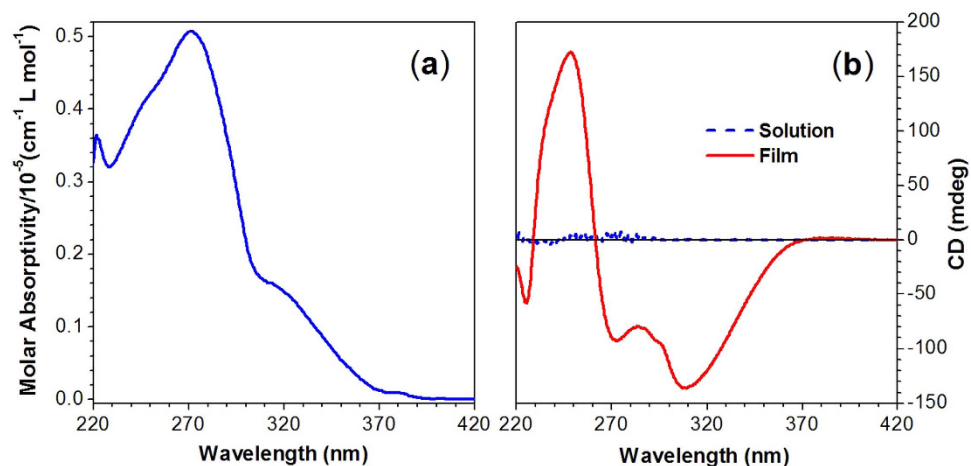 (a)
Molar Absorptivity/10⁻⁵(cm⁻¹ L mol⁻¹)
0.5
0.4
0.3
0.2
0.1
0.0
220 270 320 370 420
Wavelength (nm)
(b)
Solution
Film
200
150
100
50
0
-50
-100
-150
CD (mdeg)
220 270 320 370 420
Wavelength (nm)